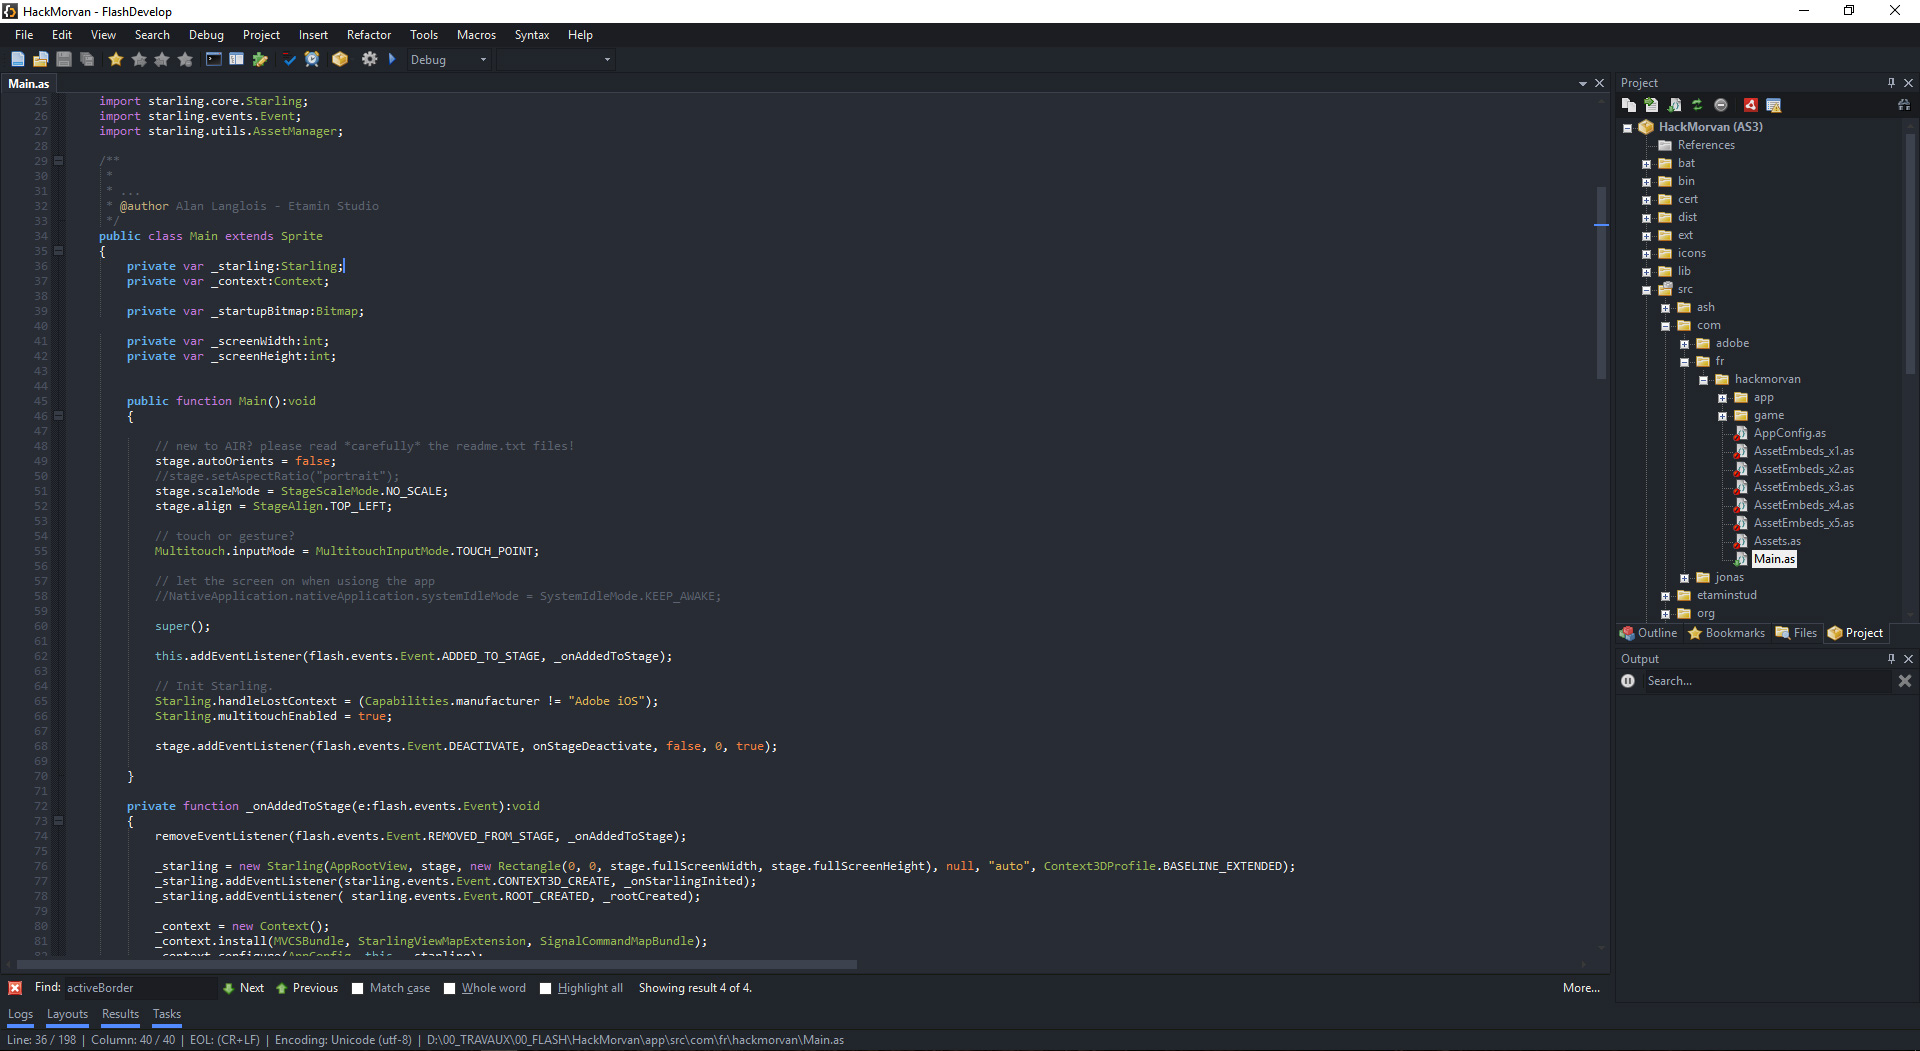 HackMorvan - FlashDevelop
File Edit View Search Debug Project Insert Refactor Tools Macros Syntax Help
Debug
Main.as
25 import starling.core.Starling;
26 import starling.events.Event;
27 import starling.utils.AssetManager;
28
29 /**
30 *
31 * ...
32 * @author Alan Langlois - Etamin Studio
33 */
34 public class Main extends Sprite
35 {
36 private var _starling:Starling;
37 private var _context:Context;
38
39 private var _startupBitmap:Bitmap;
40
41 private var _screenWidth:int;
42 private var _screenHeight:int;
43
44
45 public function Main():void
46 {
47
48 // new to AIR? please read *carefully* the readme.txt files!
49 stage.autoOrients = false;
50 //stage.setAspectRatio("portrait");
51 stage.scaleMode = StageScaleMode.NO_SCALE;
52 stage.align = StageAlign.TOP_LEFT;
53
54 // touch or gesture?
55 Multitouch.inputMode = MultitouchInputMode.TOUCH_POINT;
56
57 // let the screen on when usiong the app
58 //NativeApplication.nativeApplication.systemIdleMode = SystemIdleMode.KEEP_AWAKE;
59
60 super();
61
62 this.addEventListener(flash.events.Event.ADDED_TO_STAGE, _onAddedToStage);
63
64 // Init Starling.
65 Starling.handleLostContext = (Capabilities.manufacturer != "Adobe iOS");
66 Starling.multitouchEnabled = true;
67
68 stage.addEventListener(flash.events.Event.DEACTIVATE, onStageDeactivate, false, 0, true);
69
70 }
71
72 private function _onAddedToStage(e:flash.events.Event):void
73 {
74 removeEventListener(flash.events.Event.REMOVED_FROM_STAGE, _onAddedToStage);
75
76 _starling = new Starling(AppRootView, stage, new Rectangle(0, 0, stage.fullScreenWidth, stage.fullScreenHeight), null, "auto", Context3DProfile.BASELINE_EXTENDED);
77 _starling.addEventListener(starling.events.Event.CONTEXT3D_CREATE, _onStarlingInited);
78 _starling.addEventListener( starling.events.Event.ROOT_CREATED, _rootCreated);
79
80 _context = new Context();
81 _context.install(MVCSBundle, StarlingViewMapExtension, SignalCommandMapBundle);
82 _context.configure(AppConfig, this, _starling);
Find: activeBorder Next Previous Match case Whole word Highlight all Showing result 4 of 4. More...
Logs Layouts Results Tasks
Line: 36 / 198 | Column: 40 / 40 | EOL: (CR+LF) | Encoding: Unicode (utf-8) | D:\00_TRAVAUX\00_FLASH\HackMorvan\app\src\com\fr\hackmorvan\Main.as
Project
HackMorvan (AS3)
References
bat
bin
cert
dist
ext
icons
lib
src
ash
com
adobe
fr
hackmorvan
app
game
AppConfig.as
AssetEmbeds_x1.as
AssetEmbeds_x2.as
AssetEmbeds_x3.as
AssetEmbeds_x4.as
AssetEmbeds_x5.as
Assets.as
Main.as
jonas
etaminstud
org
Outline Bookmarks Files Project
Output
Search...